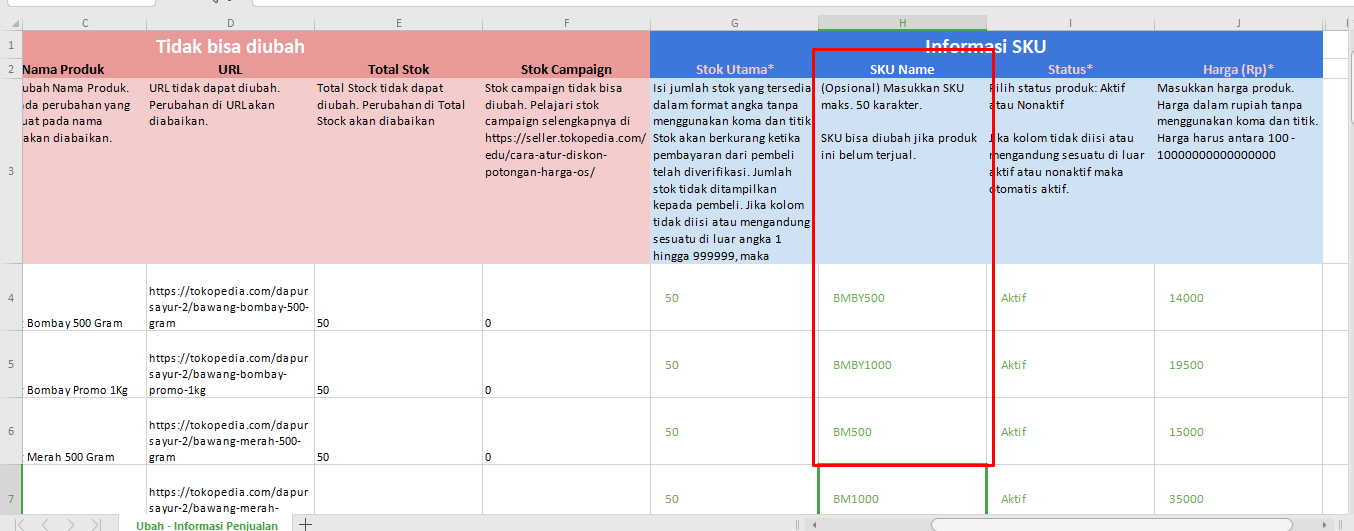 C D E F G H I J
1 Tidak bisa diubah Informasi SKU
2 Nama Produk URL Total Stok Stok Campaign Stok Utama* SKU Name Status* Harga (Rp)*
3
ubah Nama Produk.
da perubahan yang
uat pada nama
akan diabaikan.
URL tidak dapat diubah.
Perubahan di URLakan
diabaikan.
Total Stock tidak dapat
diubah. Perubahan di Total
Stock akan diabaikan
Stok campaign tidak bisa
diubah. Pelajari stok
campaign selengkapnya di
https://seller.tokopedia.com/
edu/cara-atur-diskon-
potongan-harga-os/
Isi jumlah stok yang tersedia
dalam format angka tanpa
menggunakan koma dan titik
Stok akan berkurang ketika
pembayaran dari pembeli
telah diverifikasi. Jumlah
stok tidak ditampilkan
kepada pembeli. Jika kolom
tidak diisi atau mengandung
sesuatu di luar angka 1
hingga 999999, maka
(Opsional) Masukkan SKU
maks. 50 karakter.
SKU bisa diubah jika produk
ini belum terjual.
Pilih status produk: Aktif
atau Nonaktif
Jika kolom tidak diisi atau
mengandung sesuatu di luar
aktif atau nonaktif maka
otomatis aktif.
Masukkan harga produk.
Harga dalam rupiah tanpa
menggunakan koma dan titik.
Harga harus antara 100 -
10000000000000000
4
Bombay 500 Gram
https://tokopedia.com/dapur
sayur-2/bawang-bombay-500-
gram
50 0 50 BMBY500 Aktif 14000
5
Bombay Promo 1Kg
https://tokopedia.com/dapur
sayur-2/bawang-bombay-
promo-1kg
50 0 50 BMBY1000 Aktif 19500
6
Merah 500 Gram
https://tokopedia.com/dapur
sayur-2/bawang-merah-500-
gram
50 0 50 BM500 Aktif 15000
7
https://tokopedia.com/dapur
sayur-2/bawang-merah-
50 BM1000 Aktif 35000
Ubah - Informasi Penjualan